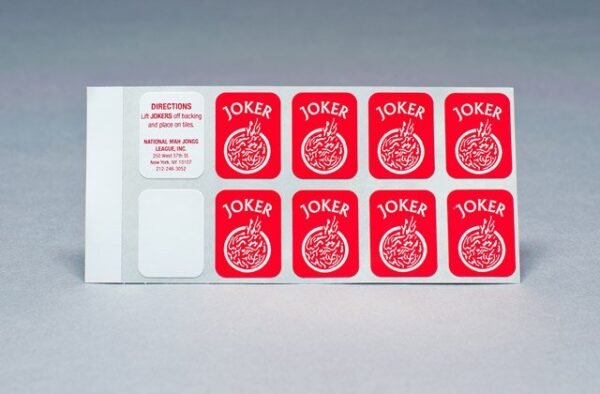 DIRECTIONS
Lift JOKERS off backing
and place on tiles.
NATIONAL MAH JONGG
LEAGUE, INC.
250 West 57th St.
New York, NY 10107
212-246-3052
JOKER
JOKER
JOKER
JOKER
JOKER
JOKER
JOKER
JOKER